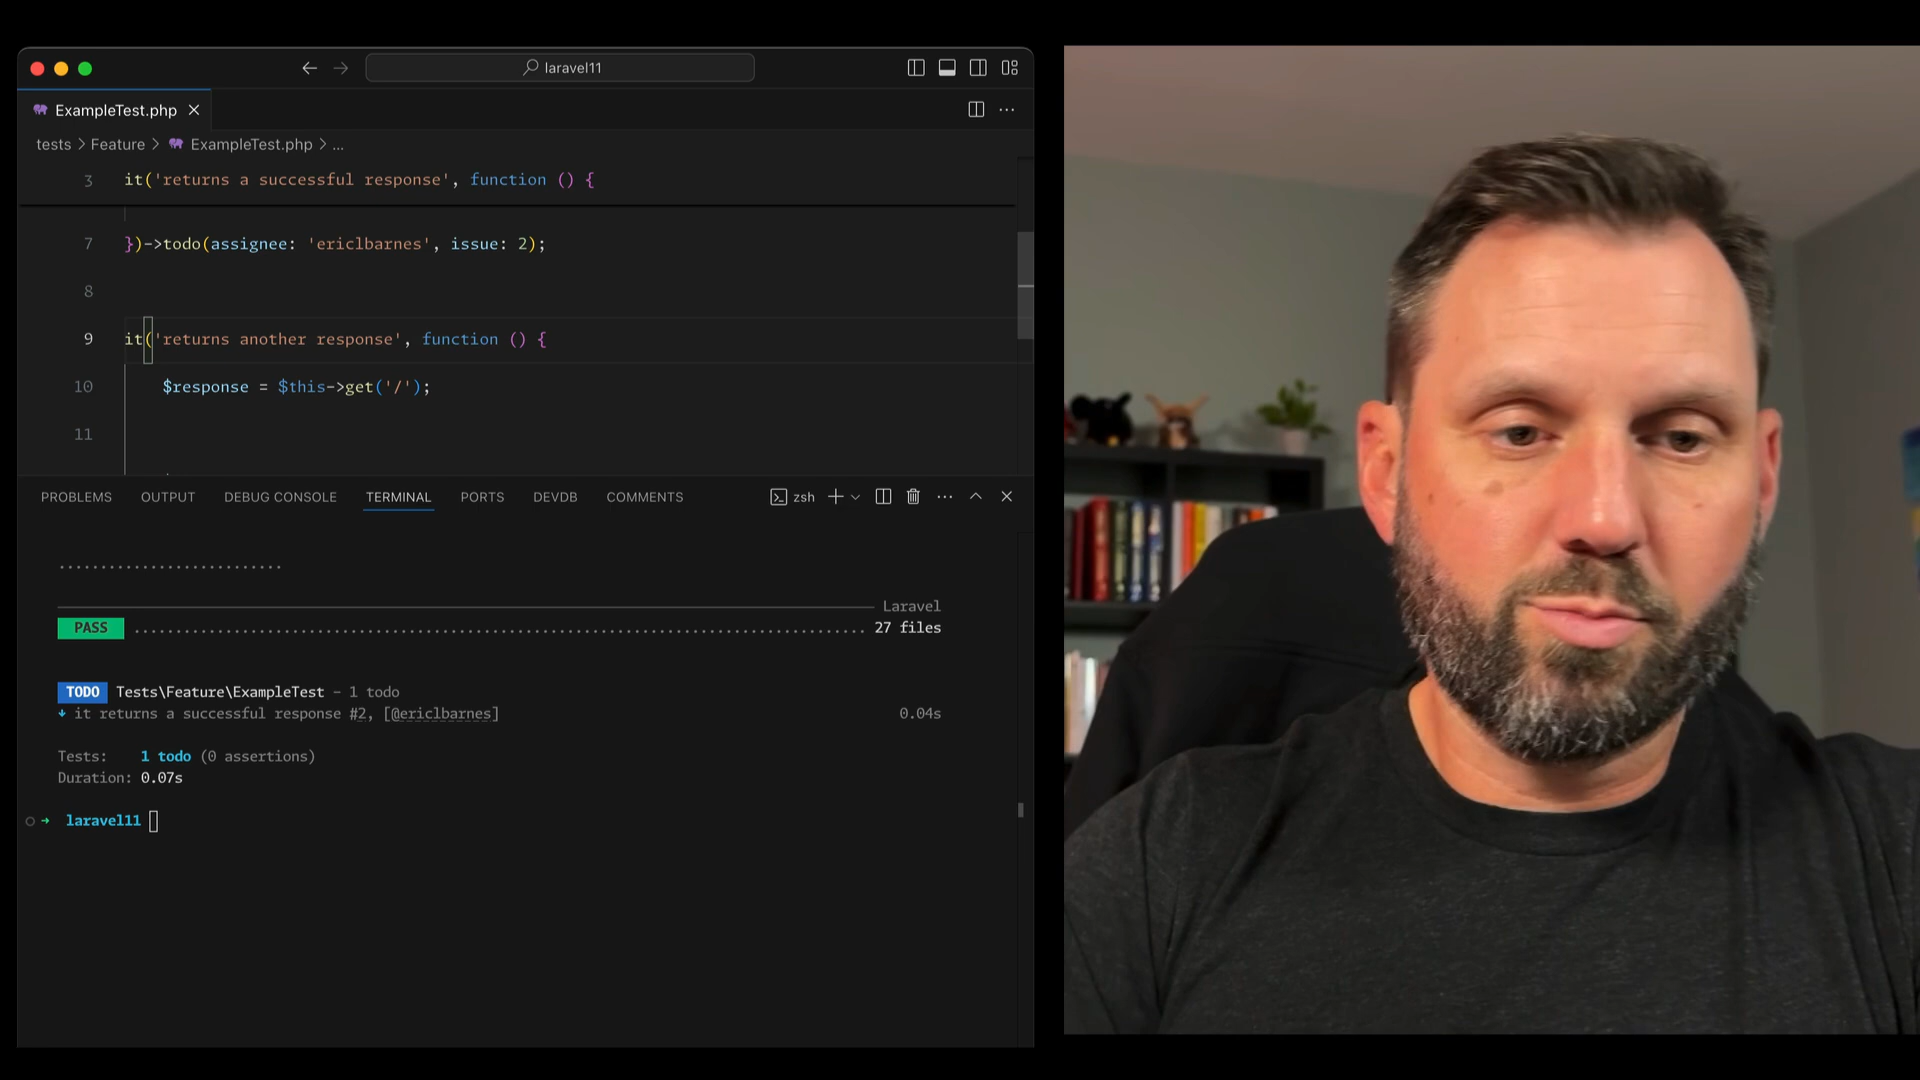 laravel11
ExampleTest.php
tests > Feature > ExampleTest.php > ...
3 it('returns a successful response', function () {
7 })->todo(assignee: 'ericlbarnes', issue: 2);
8
9 it('returns another response', function () {
10 $response = $this->get('/');
11
PROBLEMS OUTPUT DEBUG CONSOLE TERMINAL PORTS DEVDB COMMENTS zsh
...........................
Laravel
PASS ........................................................................................ 27 files
TODO Tests\Feature\ExampleTest – 1 todo
↓ it returns a successful response #2, [@ericlbarnes] 0.04s
Tests: 1 todo (0 assertions)
Duration: 0.07s
➜ laravel11